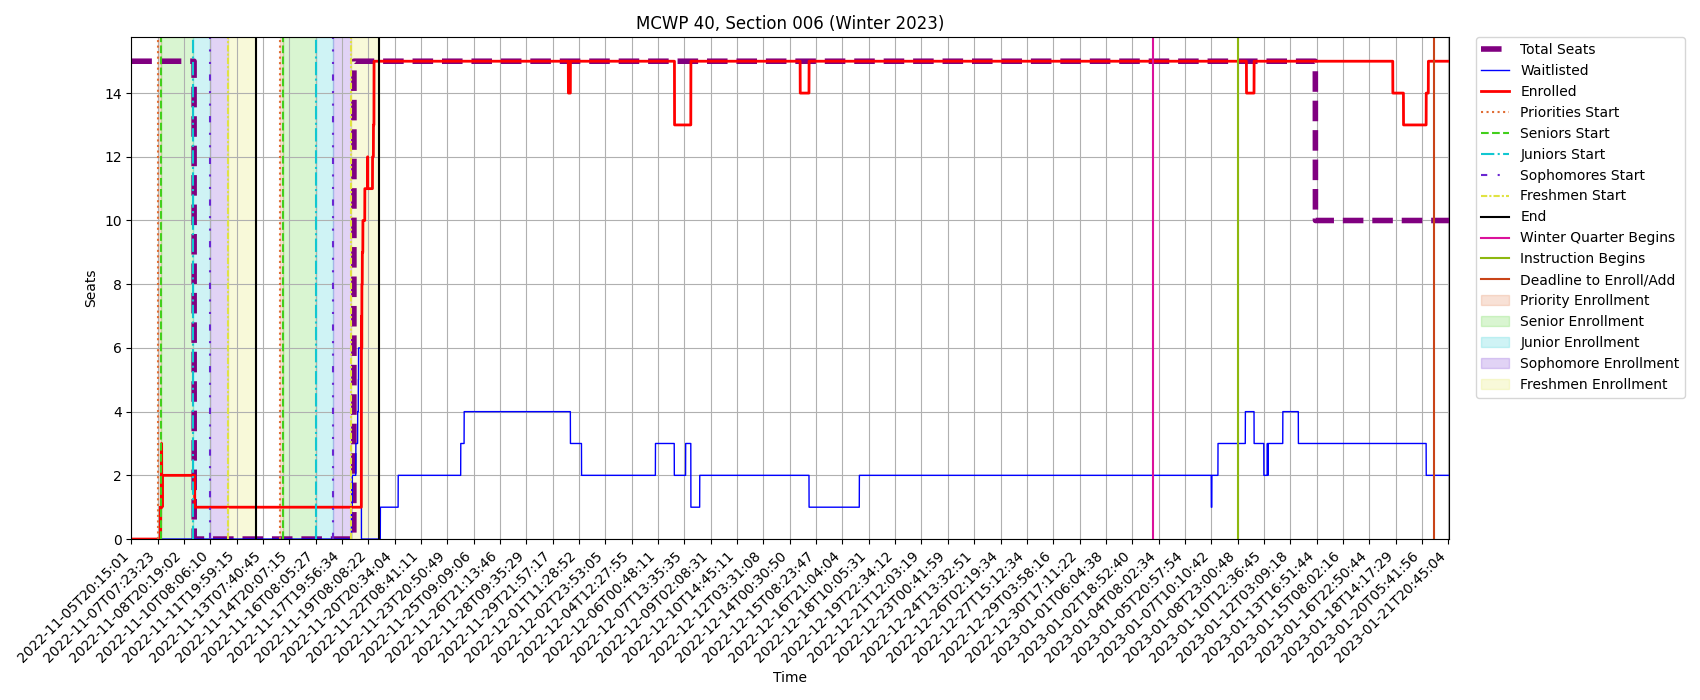 MCWP 40, Section 006 (Winter 2023)
Seats
14
12
10
8
6
4
2
0
2022-11-05T20:15:01
2022-11-07T07:23:23
2022-11-08T20:19:02
2022-11-10T08:06:10
2022-11-11T19:59:15
2022-11-13T07:40:45
2022-11-14T20:07:15
2022-11-16T08:05:27
2022-11-17T19:56:34
2022-11-19T08:08:22
2022-11-20T20:34:04
2022-11-22T08:41:11
2022-11-23T20:50:49
2022-11-25T09:09:06
2022-11-26T21:13:46
2022-11-28T09:35:29
2022-11-29T21:57:17
2022-12-01T11:28:52
2022-12-02T23:53:05
2022-12-04T12:27:55
2022-12-06T00:48:11
2022-12-07T13:35:35
2022-12-09T02:08:31
2022-12-10T14:45:11
2022-12-12T03:31:08
2022-12-14T00:30:50
2022-12-15T08:23:47
2022-12-16T21:04:04
2022-12-18T10:05:31
2022-12-19T22:34:12
2022-12-21T12:03:19
2022-12-23T00:41:59
2022-12-24T13:32:51
2022-12-26T02:19:34
2022-12-27T15:12:34
2022-12-29T03:58:16
2022-12-30T17:11:22
2023-01-01T06:04:38
2023-01-02T18:52:40
2023-01-04T08:02:34
2023-01-05T20:57:54
2023-01-07T10:10:42
2023-01-08T23:00:48
2023-01-10T12:36:45
2023-01-12T03:09:18
2023-01-13T16:51:44
2023-01-15T08:02:16
2023-01-16T22:50:44
2023-01-18T14:17:29
2023-01-20T05:41:56
2023-01-21T20:45:04
Time
Total Seats
Waitlisted
Enrolled
Priorities Start
Seniors Start
Juniors Start
Sophomores Start
Freshmen Start
End
Winter Quarter Begins
Instruction Begins
Deadline to Enroll/Add
Priority Enrollment
Senior Enrollment
Junior Enrollment
Sophomore Enrollment
Freshmen Enrollment